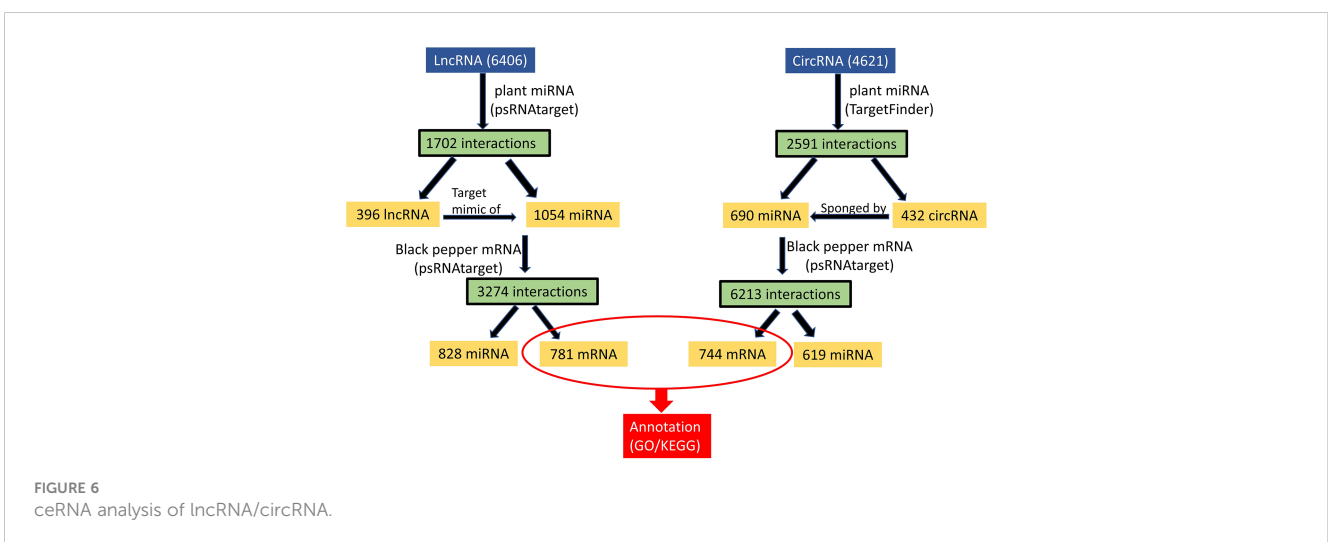 LncRNA (6406)
plant miRNA
(psRNAtarget)
1702 interactions
396 lncRNA
Target
mimic of
1054 miRNA
Black pepper mRNA
(psRNAtarget)
3274 interactions
828 miRNA
781 mRNA
CircRNA (4621)
plant miRNA
(TargetFinder)
2591 interactions
690 miRNA
Sponged by
432 circRNA
Black pepper mRNA
(psRNAtarget)
6213 interactions
744 mRNA
619 miRNA
Annotation
(GO/KEGG)
FIGURE 6
ceRNA analysis of lncRNA/circRNA.